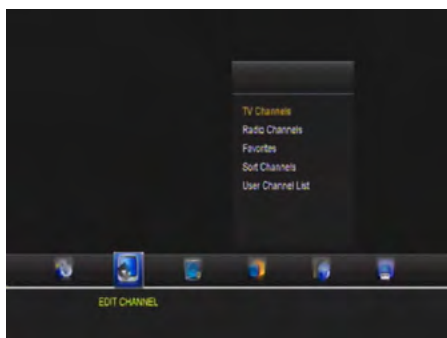 TV Channels
Radio Channels
Favorites
Sort Channels
User Channel List
EDIT CHANNEL